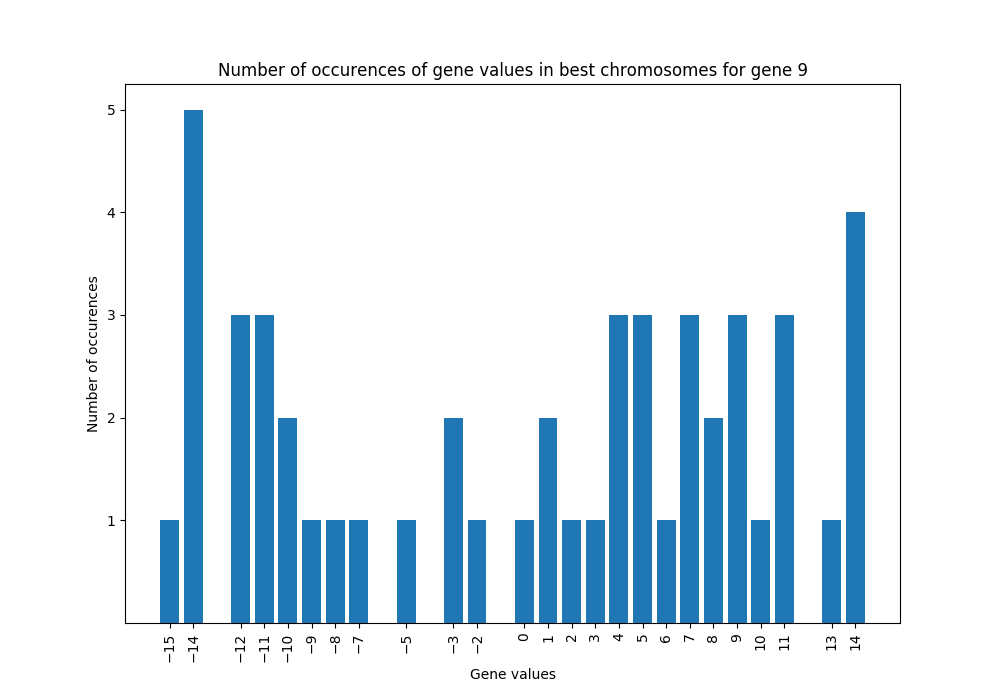 Number of occurences of gene values in best chromosomes for gene 9
Number of occurences
5
4
3
2
1
−15 −14 −12 −11 −10 −9 −8 −7 −5 −3 −2 0 1 2 3 4 5 6 7 8 9 10 11 13 14
Gene values